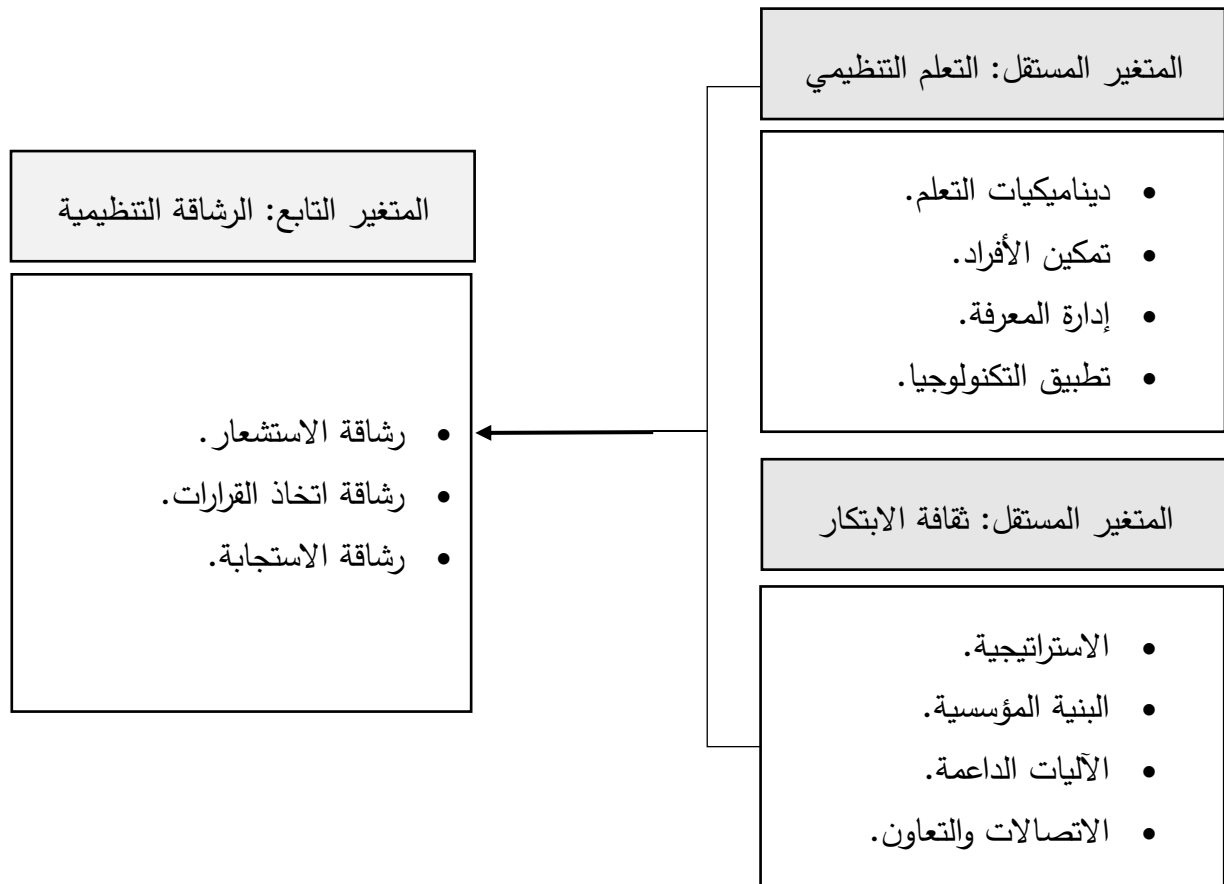 المتغير المستقل: التعلم التنظيمي
• ديناميكيات التعلم.
• تمكين الأفراد.
• إدارة المعرفة.
• تطبيق التكنولوجيا.
المتغير المستقل: ثقافة الابتكار
• الاستراتيجية.
• البنية المؤسسية.
• الآليات الداعمة.
• الاتصالات والتعاون.
المتغير التابع: الرشاقة التنظيمية
• رشاقة الاستشعار.
• رشاقة اتخاذ القرارات.
• رشاقة الاستجابة.